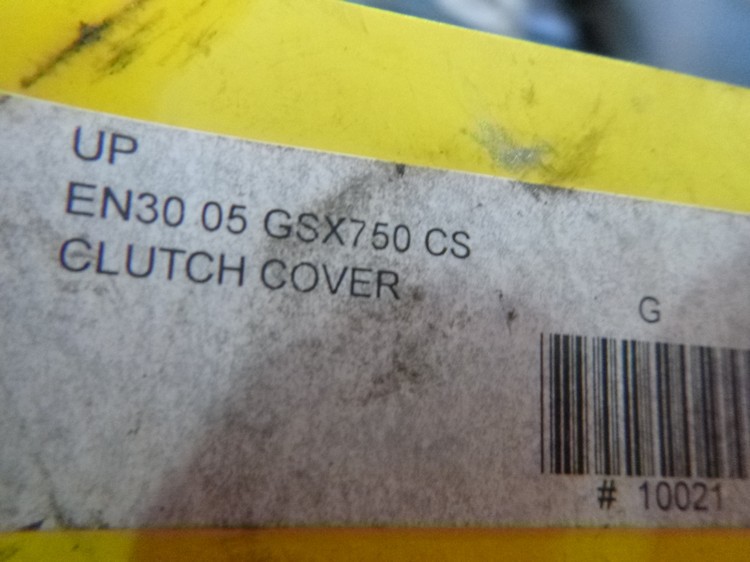 UP
EN30 05 GSX750 CS
CLUTCH COVER
G
# 10021